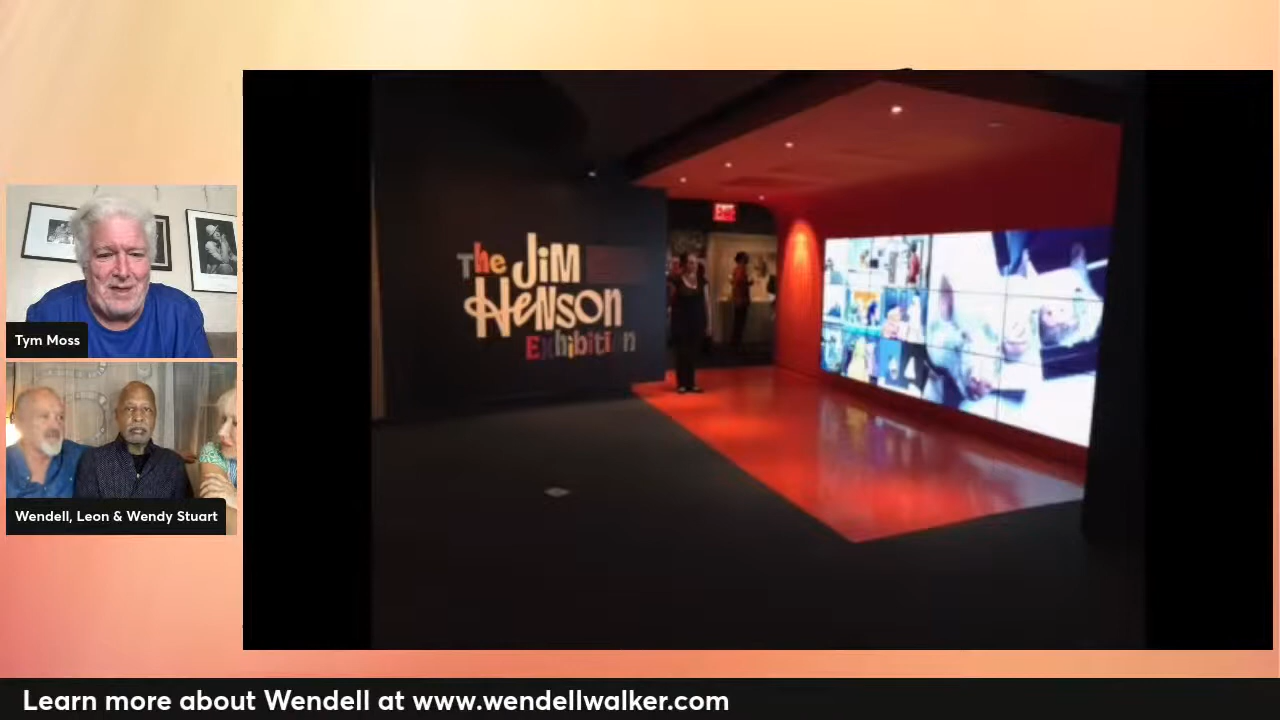 The JiM
HeNson
Exhibition
EXIT
Tym Moss
Wendell, Leon & Wendy Stuart
Learn more about Wendell at www.wendellwalker.com